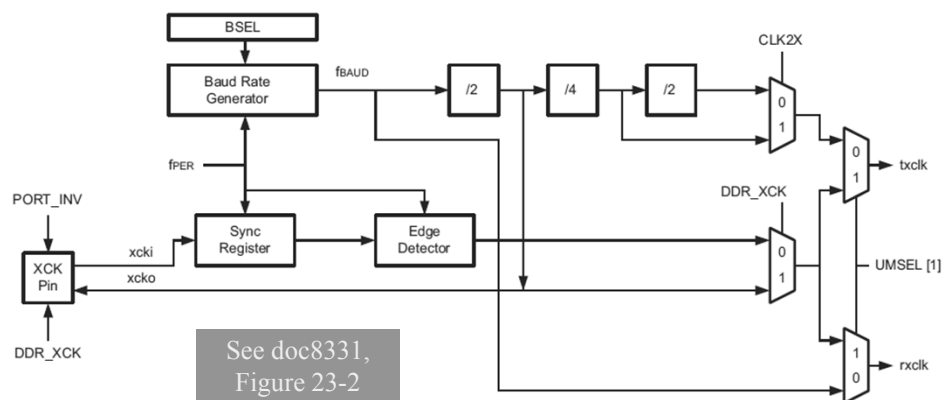 BSEL
Baud Rate
Generator
fBAUD
/2
/4
/2
CLK2X
0
1
0
1
txclk
fPER
PORT_INV
DDR_XCK
xcki
Sync
Register
Edge
Detector
0
1
UMSEL [1]
XCK
Pin
xcko
DDR_XCK
1
0
rxclk
See doc8331,
Figure 23-2